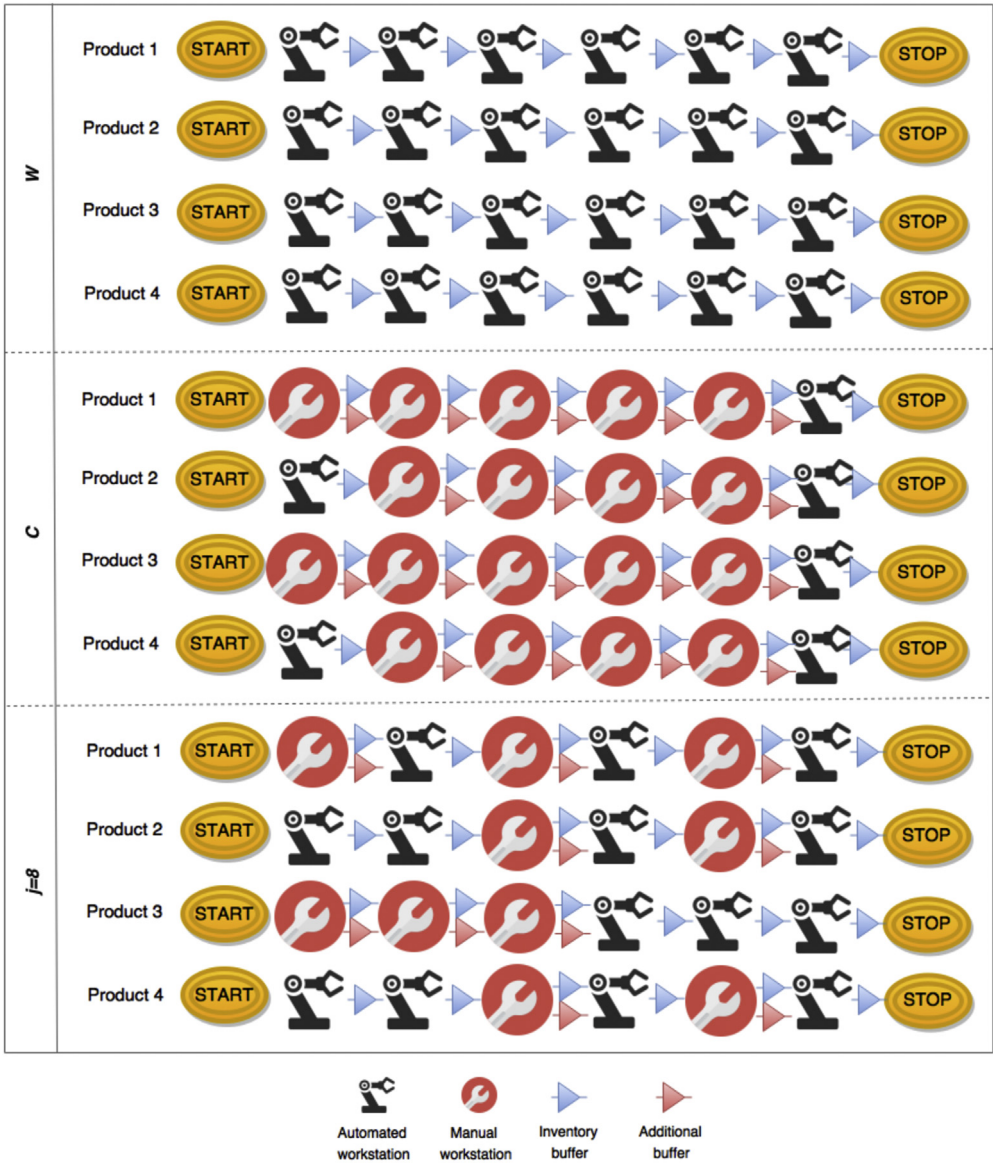 W
Product 1 START STOP
Product 2 START STOP
Product 3 START STOP
Product 4 START STOP
C
Product 1 START STOP
Product 2 START STOP
Product 3 START STOP
Product 4 START STOP
j=8
Product 1 START STOP
Product 2 START STOP
Product 3 START STOP
Product 4 START STOP
Automated workstation
Manual workstation
Inventory buffer
Additional buffer